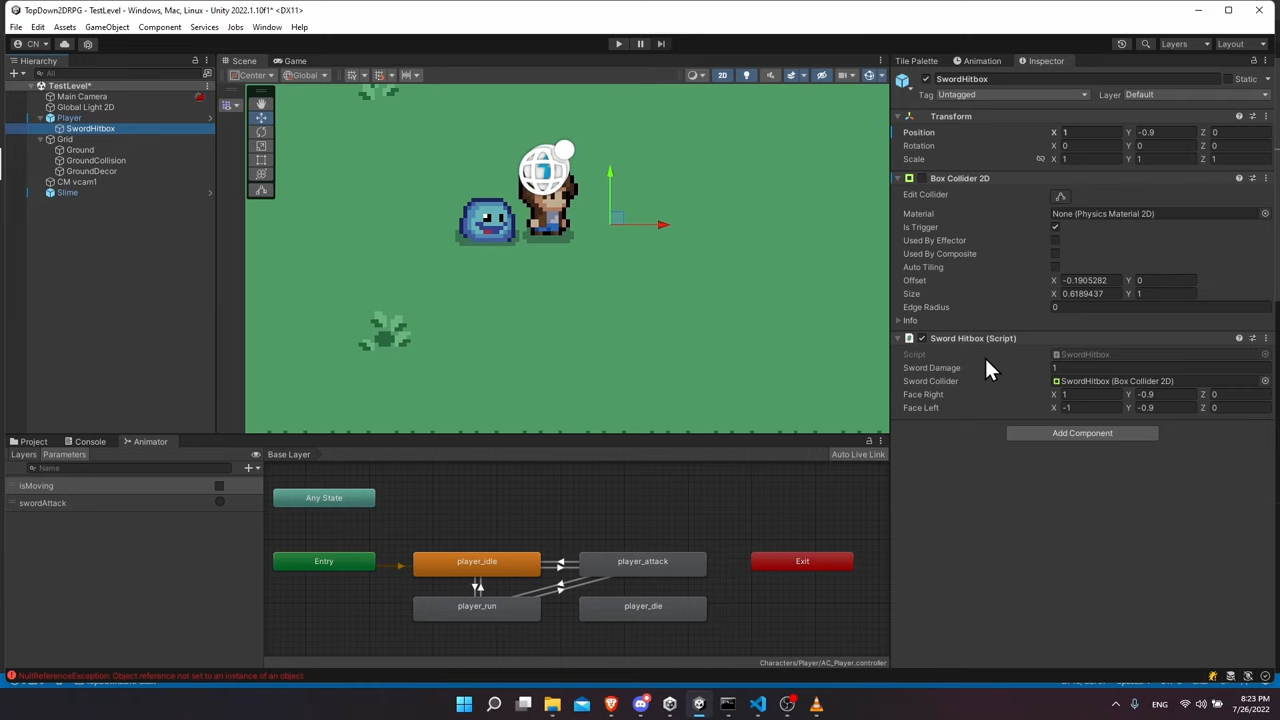 TopDown2DRPG - TestLevel - Windows, Mac, Linux - Unity 2022.1.10f1* <DX11>
File Edit Assets GameObject Component Services Jobs Window Help
CN Layers Layout
Hierarchy
All
TestLevel*
Main Camera
Global Light 2D
Player
SwordHitbox
Grid
Ground
GroundCollision
GroundDecor
CM vcam1
Slime
Scene Game
Center Global 2D
Tile Palette Animation Inspector
SwordHitbox Static
Tag Untagged Layer Default
Transform
Position X 1 Y -0.9 Z 0
Rotation X 0 Y 0 Z 0
Scale X 1 Y 1 Z 1
Box Collider 2D
Edit Collider
Material None (Physics Material 2D)
Is Trigger
Used By Effector
Used By Composite
Auto Tiling
Offset X -0.1905282 Y 0
Size X 0.6189437 Y 1
Edge Radius 0
Info
Sword Hitbox (Script)
Script SwordHitbox
Sword Damage 1
Sword Collider SwordHitbox (Box Collider 2D)
Face Right X 1 Y -0.9 Z 0
Face Left X -1 Y -0.9 Z 0
Add Component
Project Console Animator
Layers Parameters
Name
isMoving
swordAttack
Base Layer Auto Live Link
Any State
Entry
player_idle
player_attack
Exit
player_run
player_die
Characters/Player/AC_Player.controller
NullReferenceException: Object reference not set to an instance of an object
ENG
8:23 PM
7/26/2022